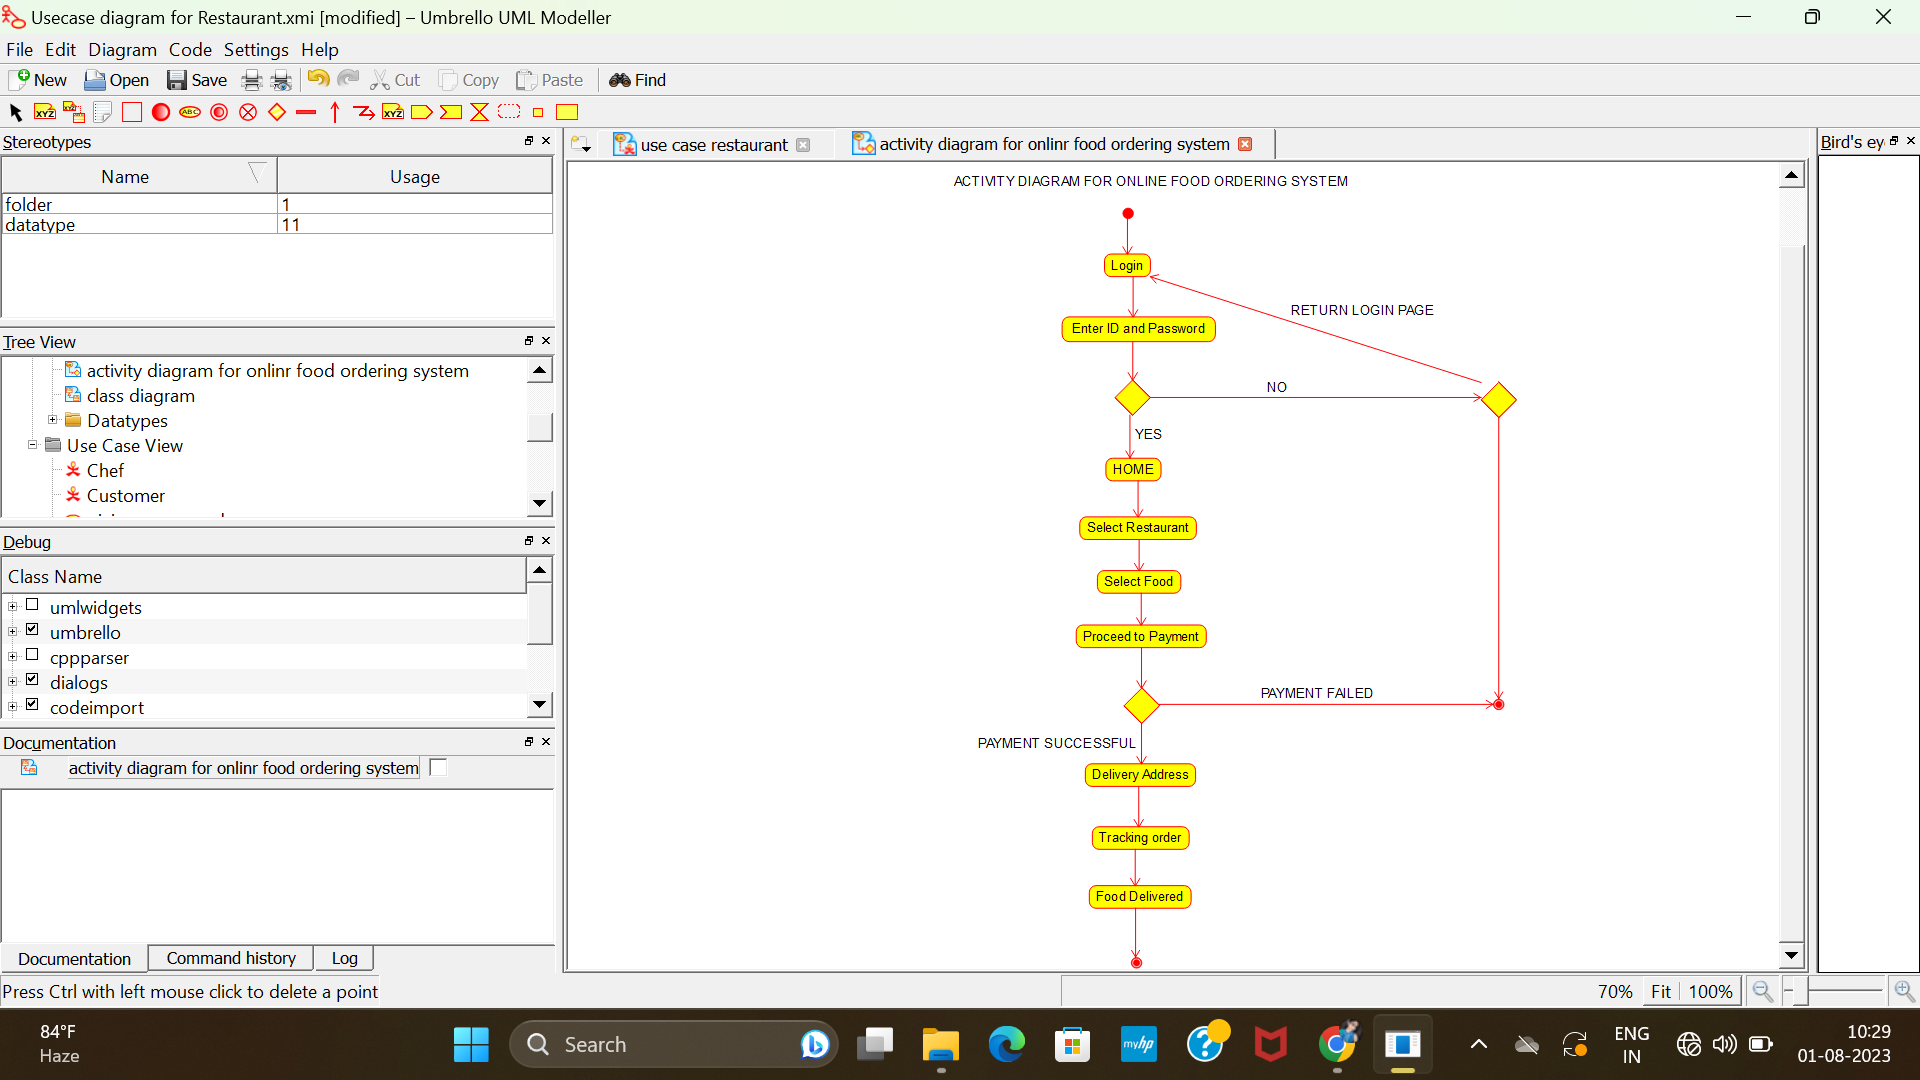 Usecase diagram for Restaurant.xmi [modified] – Umbrello UML Modeller
File Edit Diagram Code Settings Help
New Open Save Cut Copy Paste Find
XYZ XYZ ABC XYZ
Stereotypes
Name Usage
folder 1
datatype 11
Tree View
activity diagram for onlinr food ordering system
class diagram
Datatypes
Use Case View
Chef
Customer
Debug
Class Name
umlwidgets
umbrello
cppparser
dialogs
codeimport
Documentation
activity diagram for onlinr food ordering system
Documentation Command history Log
Press Ctrl with left mouse click to delete a point
use case restaurant activity diagram for onlinr food ordering system
ACTIVITY DIAGRAM FOR ONLINE FOOD ORDERING SYSTEM
Login
RETURN LOGIN PAGE
Enter ID and Password
NO
YES
HOME
Select Restaurant
Select Food
Proceed to Payment
PAYMENT FAILED
PAYMENT SUCCESSFUL
Delivery Address
Tracking order
Food Delivered
Bird's ey
70% Fit 100%
84°F
Haze
Search
myhp
ENG
IN
10:29
01-08-2023